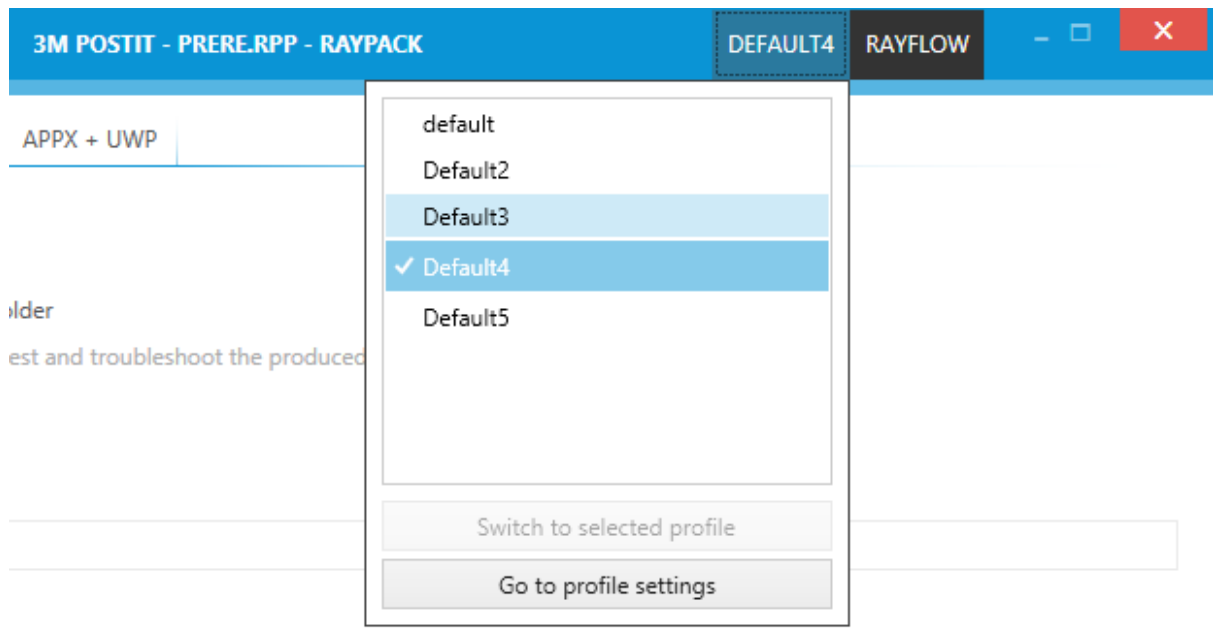 3M POSTIT - PRERE.RPP - RAYPACK
DEFAULT4
RAYFLOW
APPX + UWP
default
Default2
Default3
Default4
Default5
older
est and troubleshoot the produced
Switch to selected profile
Go to profile settings